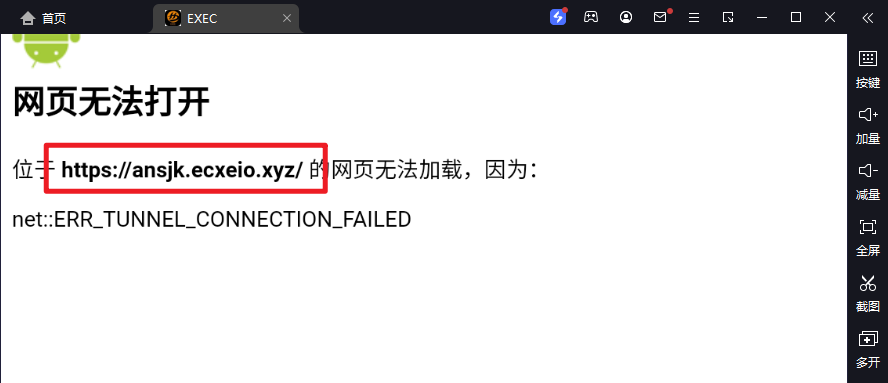 首页
EXEC
网页无法打开
位于 https://ansjk.ecxeio.xyz/ 的网页无法加载，因为：
net::ERR_TUNNEL_CONNECTION_FAILED
按键
加量
减量
全屏
截图
多开